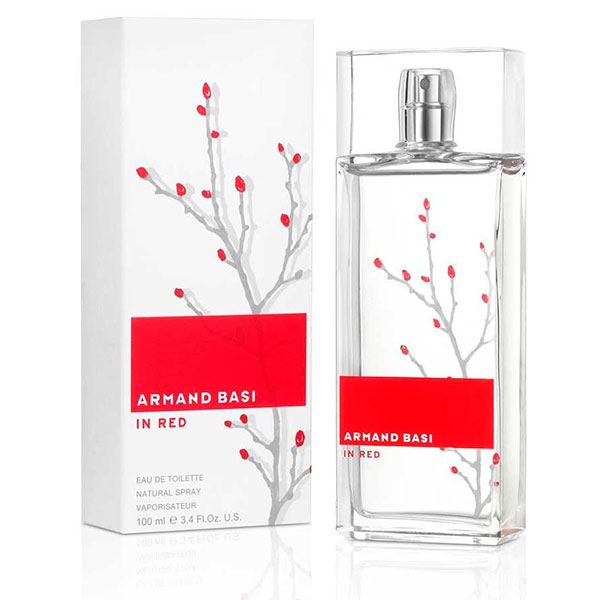 ARMAND BASI
IN RED
EAU DE TOILETTE
NATURAL SPRAY
VAPORISATEUR
100 ml e 3.4 Fl.Oz. U.S.
ARMAND BASI
IN RED